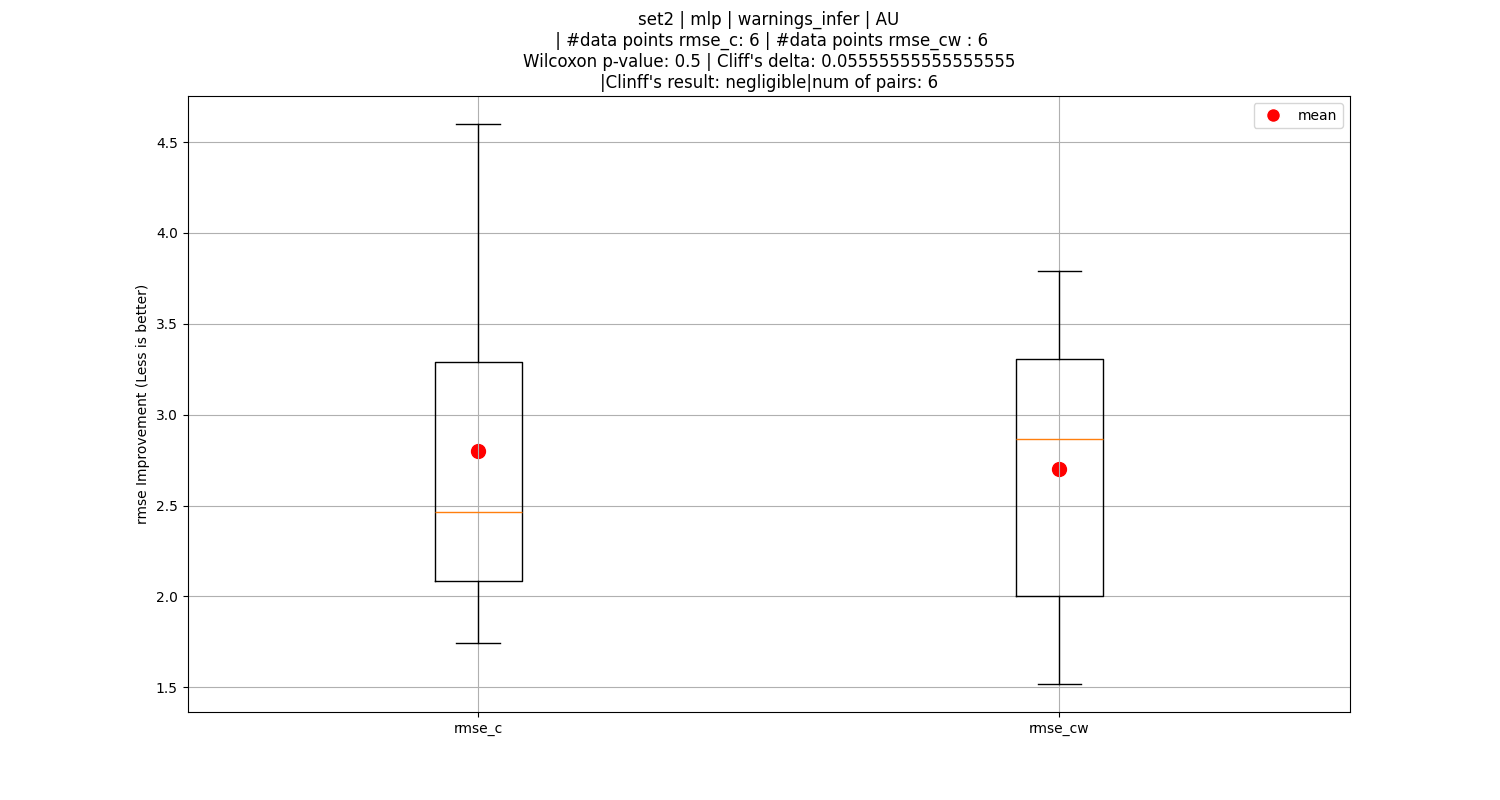 set2 | mlp | warnings_infer | AU
| #data points rmse_c: 6 | #data points rmse_cw : 6
Wilcoxon p-value: 0.5 | Cliff's delta: 0.05555555555555555
|Clinff's result: negligible|num of pairs: 6
mean
4.5
4.0
3.5
3.0
2.5
2.0
1.5
rmse Improvement (Less is better)
rmse_c
rmse_cw